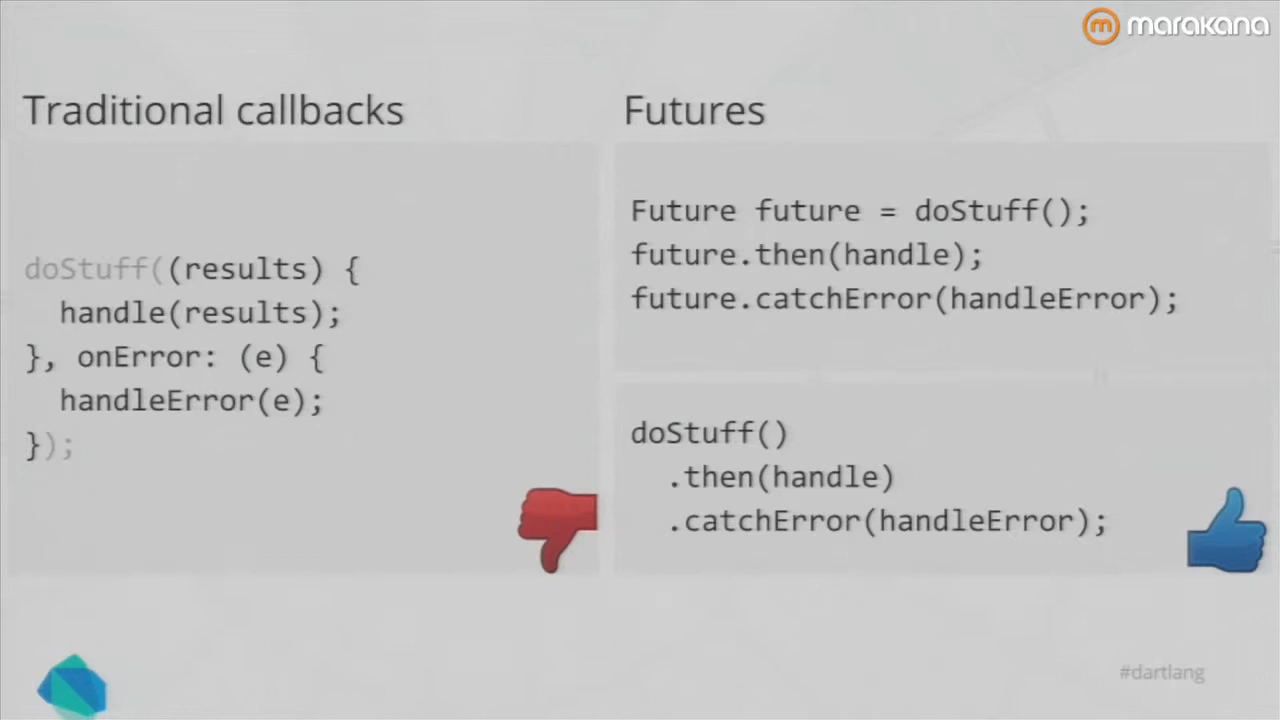 marakana
Traditional callbacks
doStuff((results) {
  handle(results);
}, onError: (e) {
  handleError(e);
});
Futures
Future future = doStuff();
future.then(handle);
future.catchError(handleError);
doStuff()
  .then(handle)
  .catchError(handleError);
#dartlang